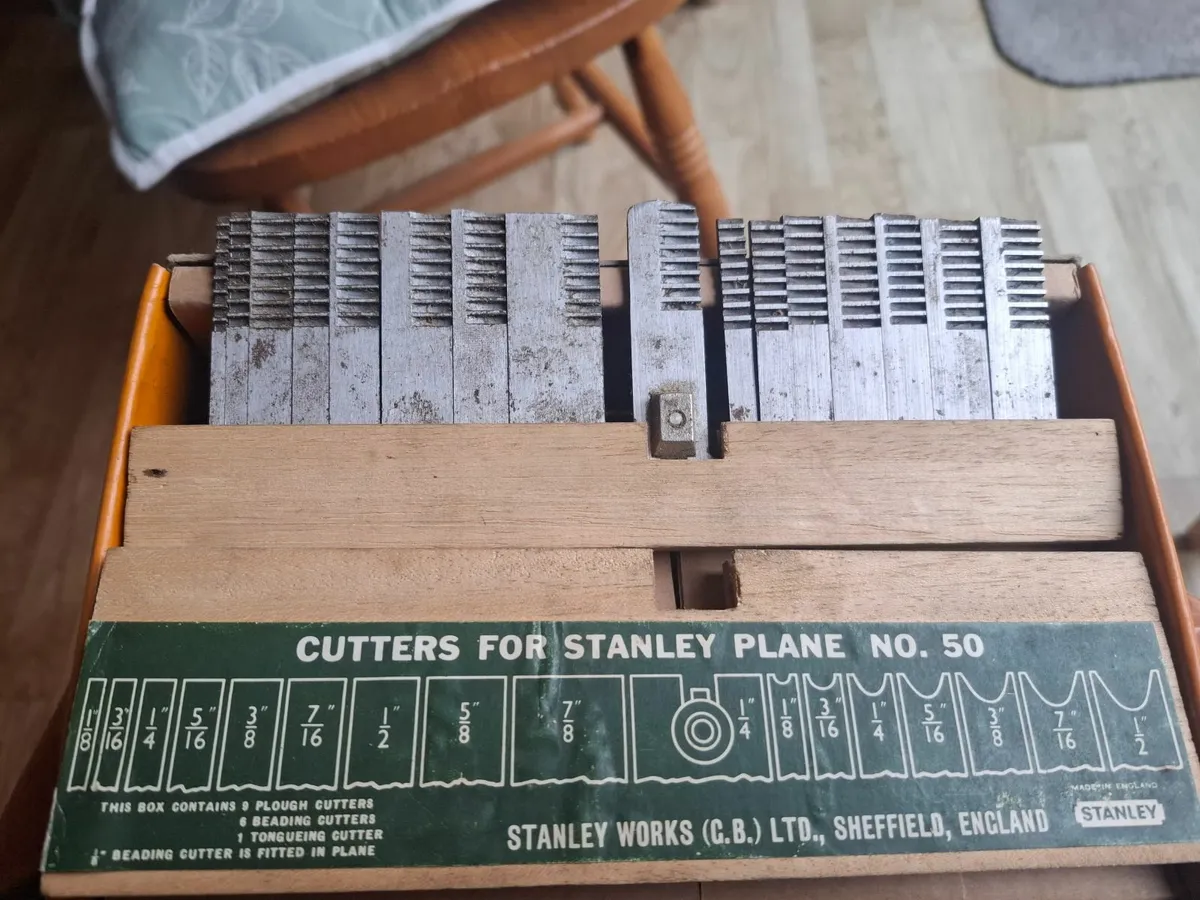 CUTTERS FOR STANLEY PLANE NO. 50
1/8" 3/16" 1/4" 5/16" 3/8" 7/16" 1/2" 5/8" 7/8" 1/4" 1/8" 3/16" 1/4" 5/16" 3/8" 7/16" 1/2"
THIS BOX CONTAINS 9 PLOUGH CUTTERS
6 BEADING CUTTERS
1 TONGUEING CUTTER
1/8" BEADING CUTTER IS FITTED IN PLANE
STANLEY WORKS (G.B.) LTD., SHEFFIELD, ENGLAND
MADE IN ENGLAND
STANLEY